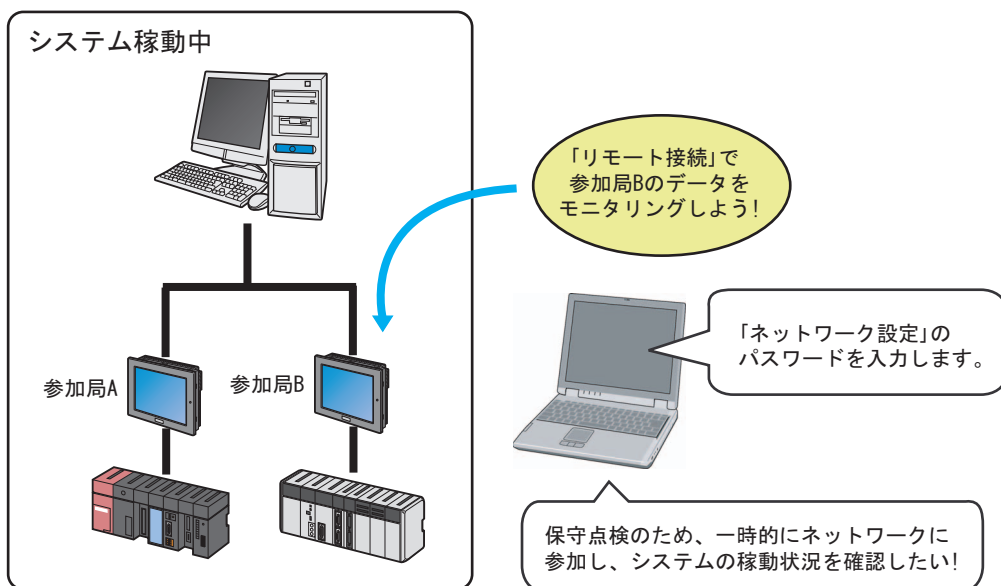 システム稼動中
「リモート接続」で
参加局Bのデータを
モニタリングしよう!
「ネットワーク設定」の
パスワードを入力します。
参加局A
参加局B
保守点検のため、一時的にネットワークに
参加し、システムの稼動状況を確認したい!